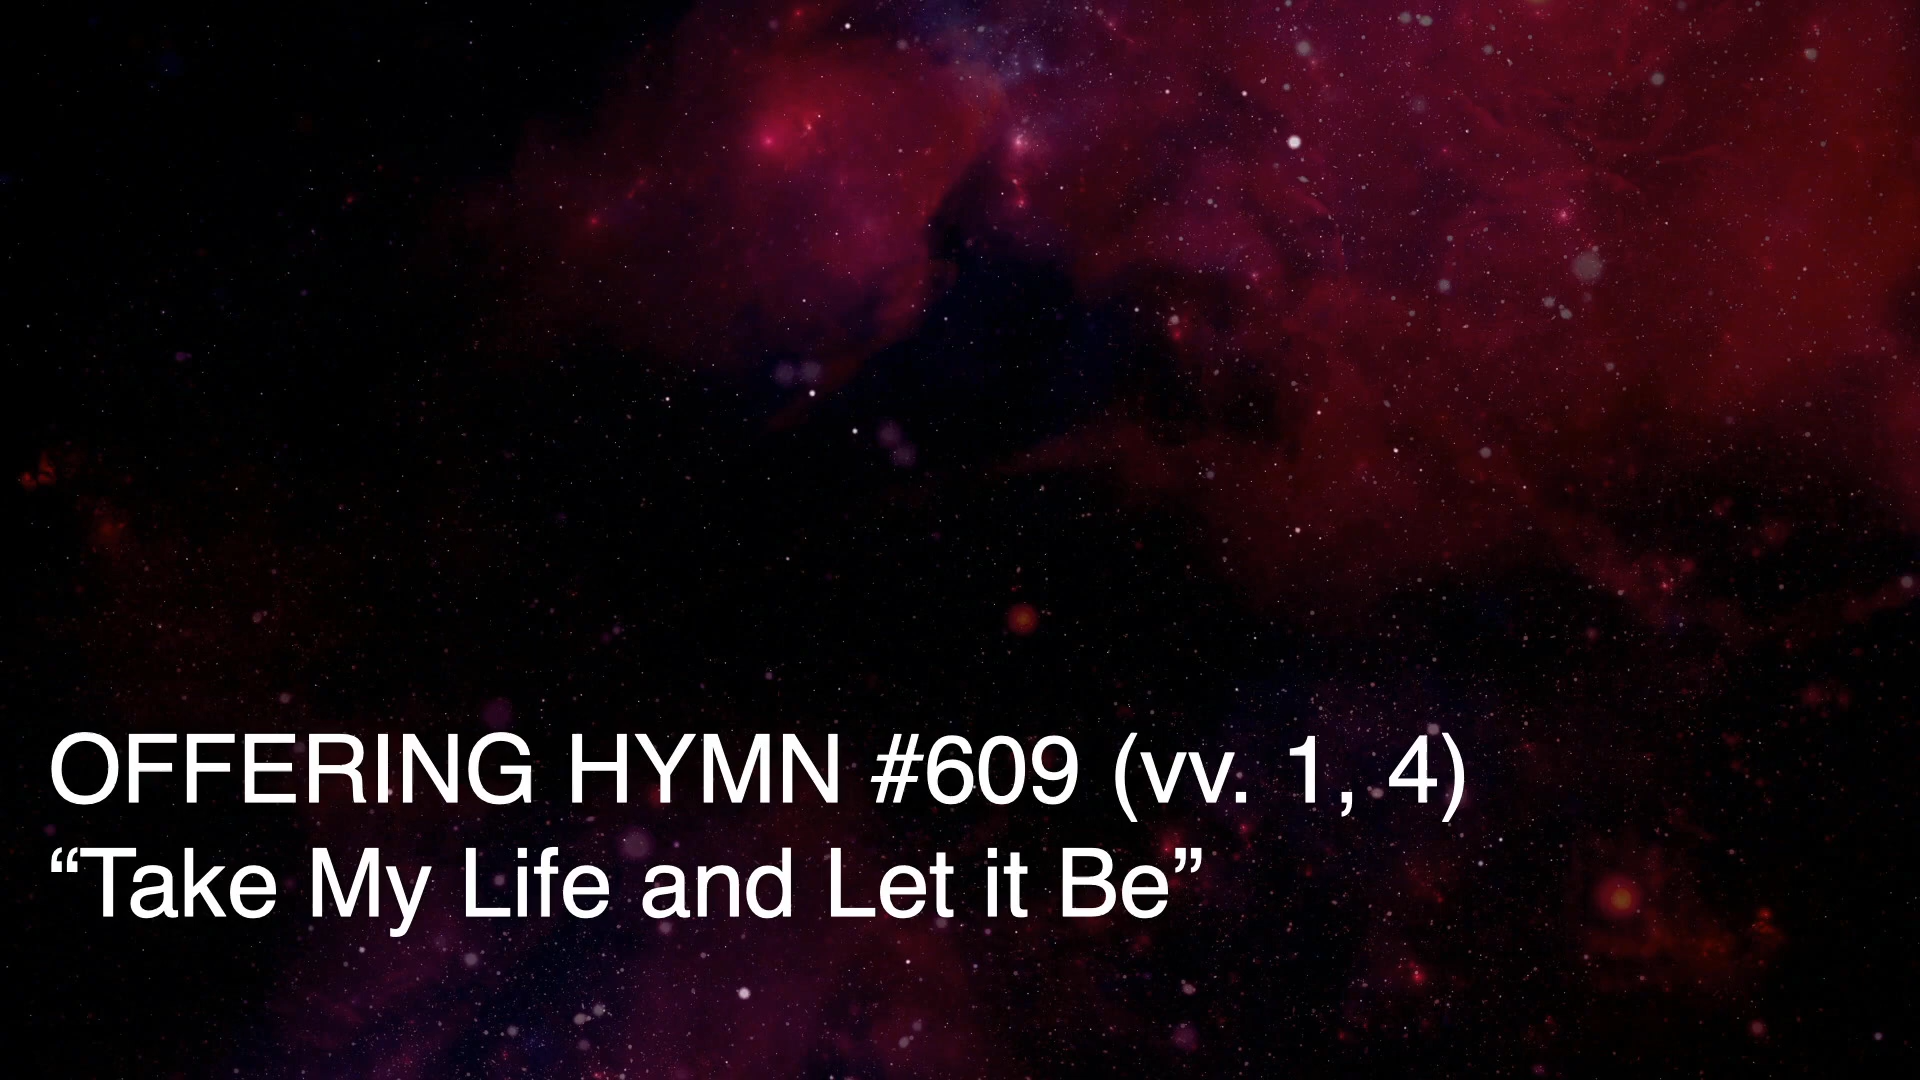 OFFERING HYMN #609 (vv. 1, 4)
“Take My Life and Let it Be”